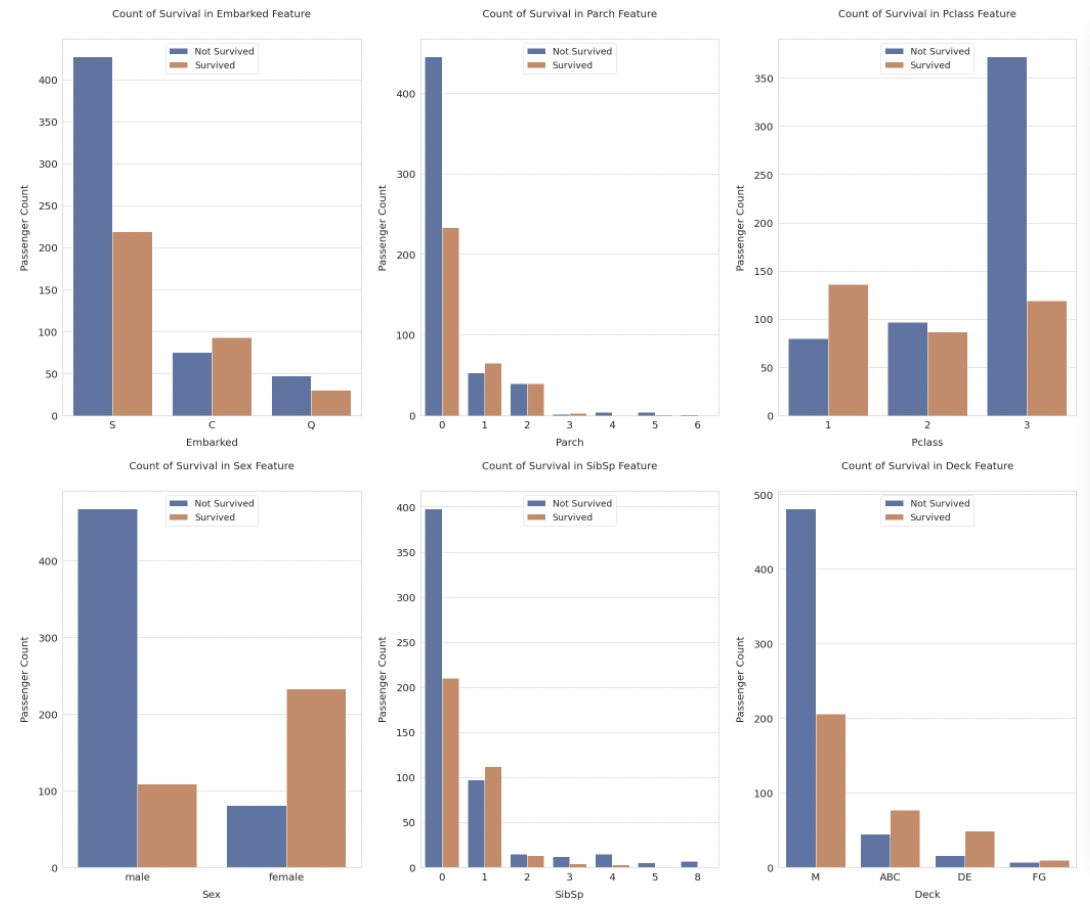 Count of Survival in Embarked Feature
Not Survived
Survived
400
350
300
250
200
150
100
50
0
Passenger Count
S C Q
Embarked
Count of Survival in Parch Feature
Not Survived
Survived
400
300
200
100
0
Passenger Count
0 1 2 3 4 5 6
Parch
Count of Survival in Pclass Feature
Not Survived
Survived
350
300
250
200
150
100
50
0
Passenger Count
1 2 3
Pclass
Count of Survival in Sex Feature
Not Survived
Survived
400
300
200
100
0
Passenger Count
male female
Sex
Count of Survival in SibSp Feature
Not Survived
Survived
400
350
300
250
200
150
100
50
0
Passenger Count
0 1 2 3 4 5 8
SibSp
Count of Survival in Deck Feature
Not Survived
Survived
500
400
300
200
100
0
Passenger Count
M ABC DE FG
Deck